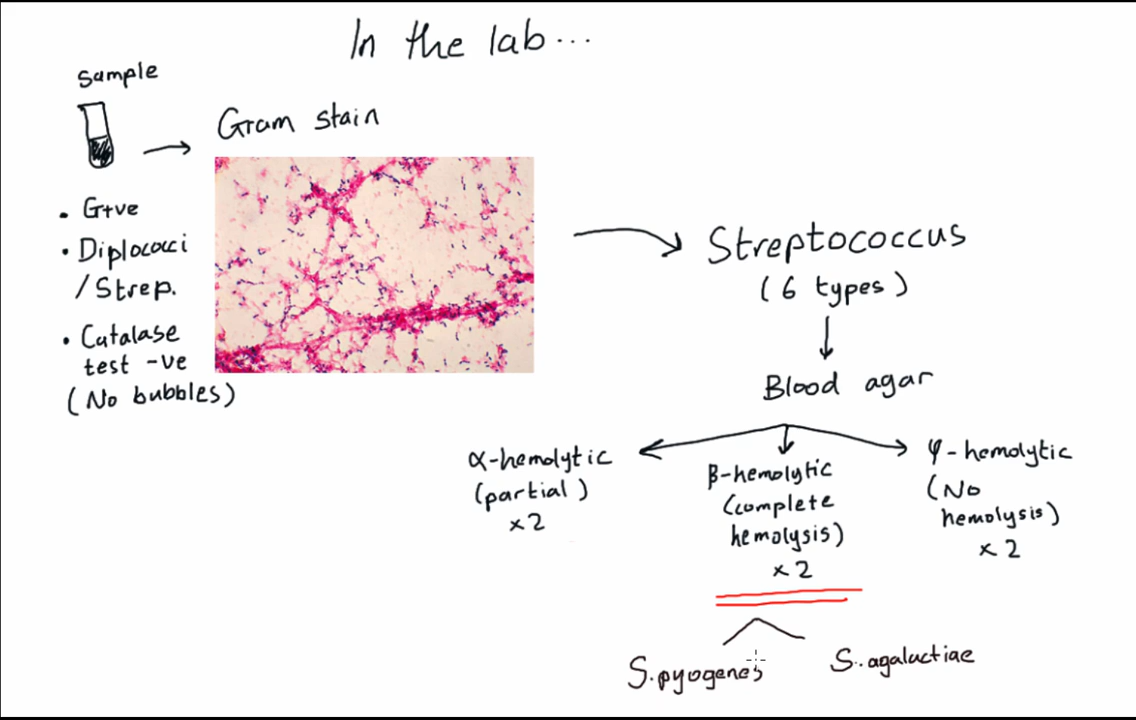 In the lab...
sample
Gram stain
• G+ve
• Diplococci
/Strep.
• Catalase
test -ve
(No bubbles)
Streptococcus
(6 types)
Blood agar
α-hemolytic
(partial)
x2
β-hemolytic
(complete
hemolysis)
x2
φ-hemolytic
(No
hemolysis)
x2
S.pyogenes
S.agalactiae